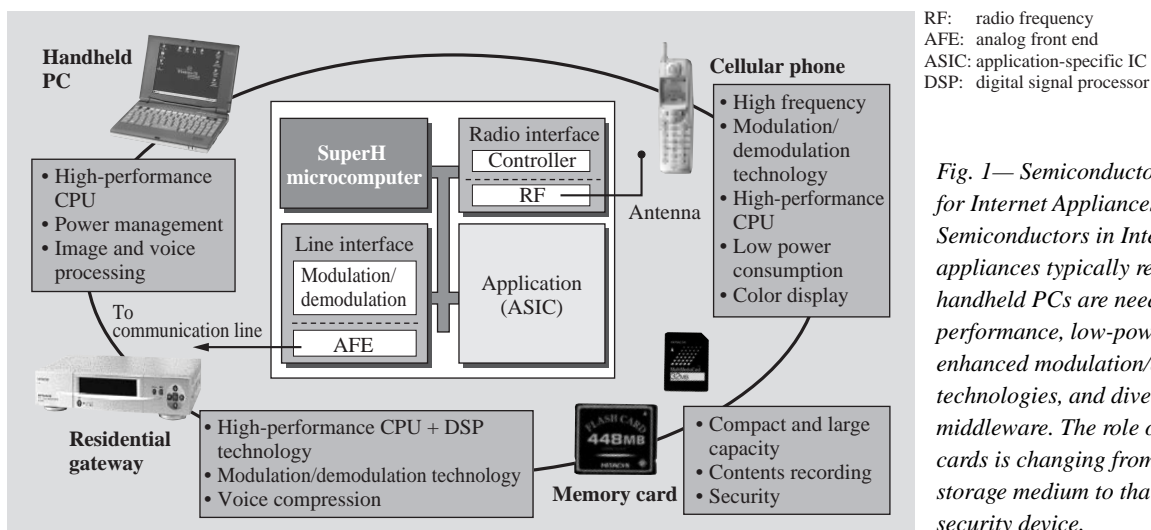 RF: radio frequency
AFE: analog front end
ASIC: application-specific IC
DSP: digital signal processor
Handheld
PC
• High-performance
CPU
• Power management
• Image and voice
processing
SuperH
microcomputer
Radio interface
Controller
RF
Antenna
Line interface
Modulation/
demodulation
AFE
Application
(ASIC)
To
communication line
Cellular phone
• High frequency
• Modulation/
demodulation
technology
• High-performance
CPU
• Low power
consumption
• Color display
Residential
gateway
• High-performance CPU + DSP
technology
• Modulation/demodulation technology
• Voice compression
32MB
FLASH CARD
448MB
HITACHI
Memory card
• Compact and large
capacity
• Contents recording
• Security
Fig. 1— Semiconducto
for Internet Appliance
Semiconductors in Inte
appliances typically re
handheld PCs are need
performance, low-pow
enhanced modulation/
technologies, and dive
middleware. The role o
cards is changing from
storage medium to tha
security device.